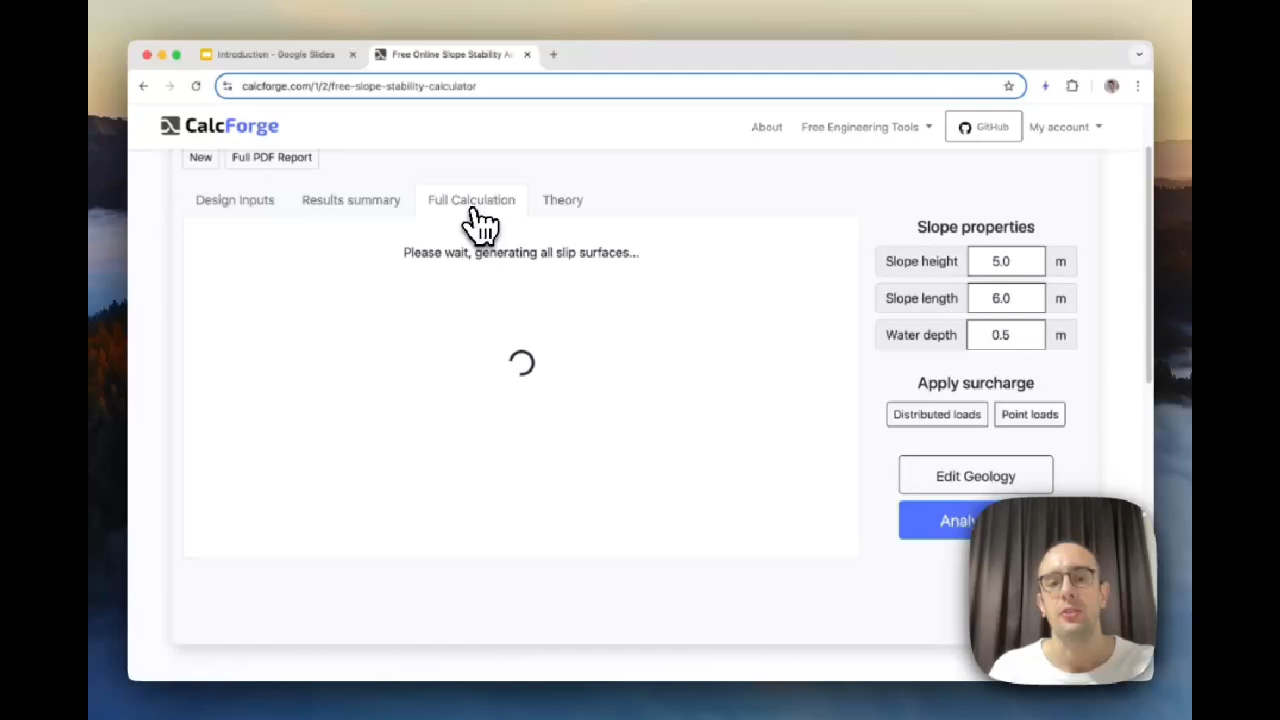 Introduction - Google Slides
Free Online Slope Stability A
calcforge.com/1/2/free-slope-stability-calculator
CalcForge
About
Free Engineering Tools
GitHub
My account
New
Full PDF Report
Design Inputs
Results summary
Full Calculation
Theory
Please wait, generating all slip surfaces...
Slope properties
Slope height 5.0 m
Slope length 6.0 m
Water depth 0.5 m
Apply surcharge
Distributed loads
Point loads
Edit Geology
Analy